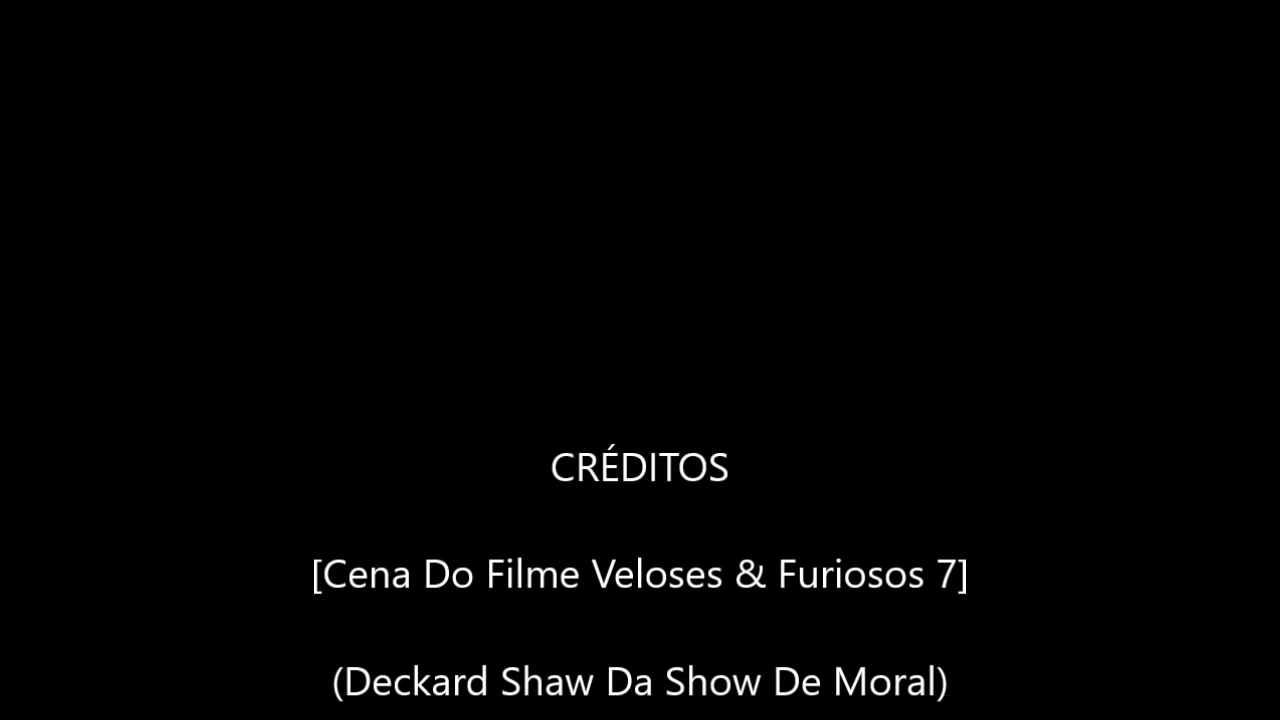 CRÉDITOS
[Cena Do Filme Veloses & Furiosos 7]
(Deckard Shaw Da Show De Moral)